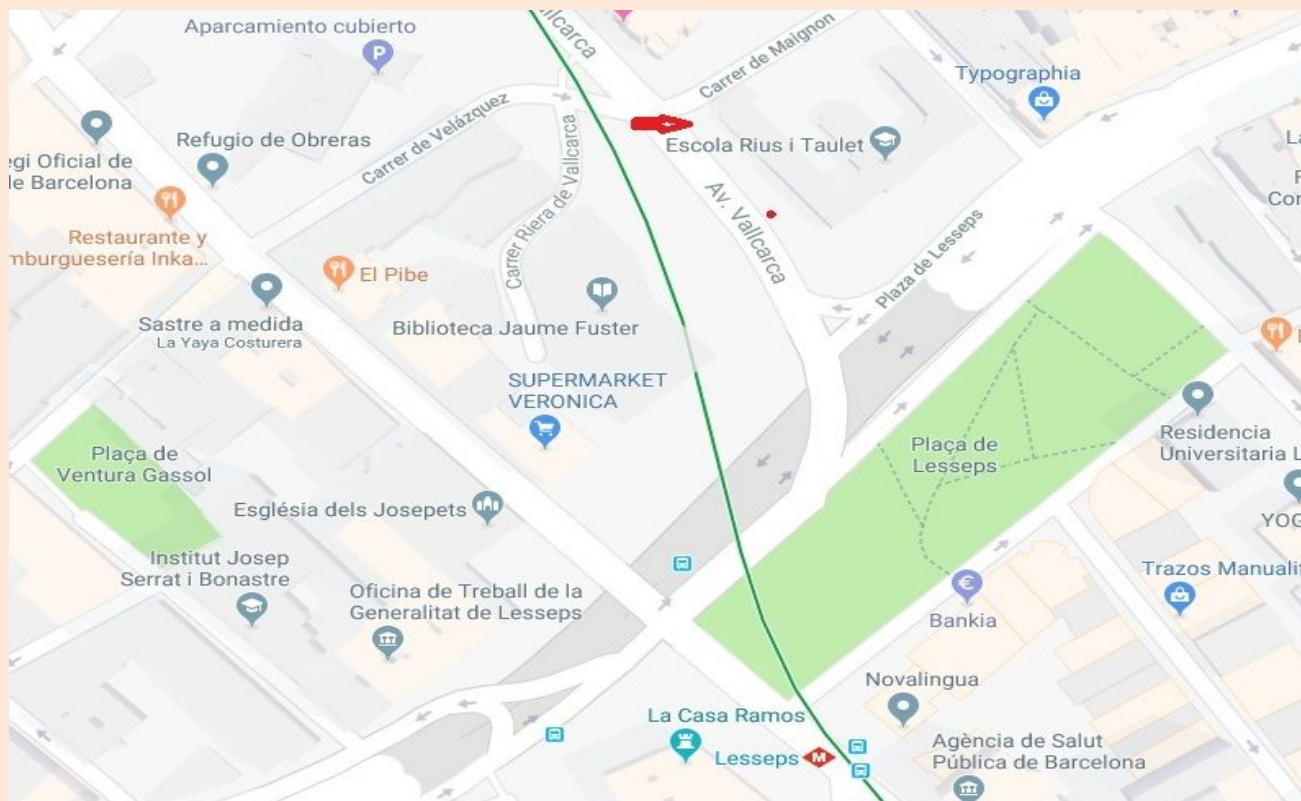 Aparcamiento cubierto
P
Vallcarca
Carrer de Maignon
Typographia
Carrer de Velázquez
Refugio de Obreras
egi Oficial de
Barcelona
Escola Rius i Taulet
Carrer Riera de Vallcarca
Av. Vallcarca
Restaurante y
mburguesería Inka...
El Pibe
Plaza de Lesseps
Sastre a medida
La Yaya Costurera
Biblioteca Jaume Fuster
SUPERMARKET
VERONICA
Plaça de
Ventura Gassol
Plaça de
Lesseps
Residencia
Universitaria L
Església dels Josepets
YOG
Institut Josep
Serrat i Bonastre
Oficina de Treball de la
Generalitat de Lesseps
Trazos Manualit
€
Bankia
Novalingua
La Casa Ramos
Lesseps
M
Agència de Salut
Pública de Barcelona